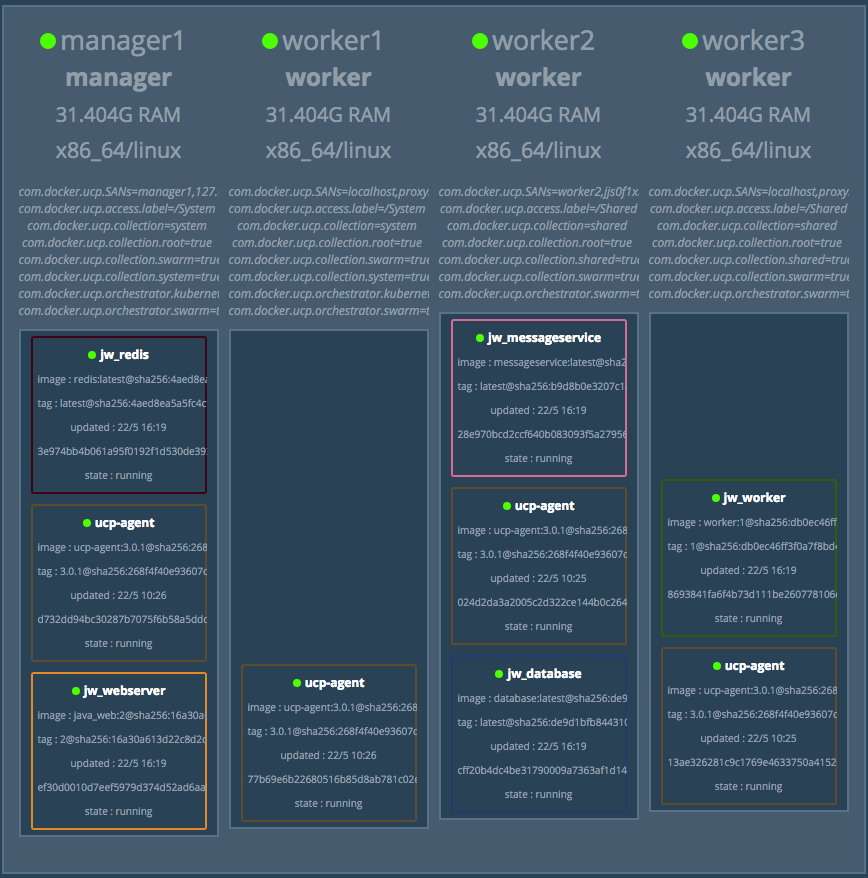 manager1
manager
31.404G RAM
x86_64/linux
com.docker.ucp.SANs=manager1,127.
com.docker.ucp.access.label=/System
com.docker.ucp.collection=system
com.docker.ucp.collection.root=true
com.docker.ucp.collection.swarm=true
com.docker.ucp.collection.system=true
com.docker.ucp.orchestrator.kubernet
com.docker.ucp.orchestrator.swarm=t
jw_redis
image : redis:latest@sha256:4aed8ea
tag : latest@sha256:4aed8ea5a5fc4c
updated : 22/5 16:19
3e974bb4b061a95f0192f1d530de39
state : running
ucp-agent
image : ucp-agent:3.0.1@sha256:268
tag : 3.0.1@sha256:268f4f40e93607c
updated : 22/5 10:26
d732dd94bc30287b7075f6b58a5ddc
state : running
jw_webserver
image : java_web:2@sha256:16a30a
tag : 2@sha256:16a30a613d22c8d2c
updated : 22/5 16:19
ef30d0010d7eef5979d374d52ad6aa
state : running
worker1
worker
31.404G RAM
x86_64/linux
com.docker.ucp.SANs=localhost,proxy.
com.docker.ucp.access.label=/System
com.docker.ucp.collection=system
com.docker.ucp.collection.root=true
com.docker.ucp.collection.swarm=true
com.docker.ucp.collection.system=true
com.docker.ucp.orchestrator.kubernet
com.docker.ucp.orchestrator.swarm=t
ucp-agent
image : ucp-agent:3.0.1@sha256:268
tag : 3.0.1@sha256:268f4f40e93607c
updated : 22/5 10:26
77b69e6b22680516b85d8ab781c02e
state : running
worker2
worker
31.404G RAM
x86_64/linux
com.docker.ucp.SANs=worker2,jjs0f1x
com.docker.ucp.access.label=/Shared
com.docker.ucp.collection=shared
com.docker.ucp.collection.root=true
com.docker.ucp.collection.shared=true
com.docker.ucp.collection.swarm=true
com.docker.ucp.orchestrator.swarm=t
jw_messageservice
image : messageservice:latest@sha2
tag : latest@sha256:b9d8b0e3207c1
updated : 22/5 16:19
28e970bcd2ccf640b083093f5a27956
state : running
ucp-agent
image : ucp-agent:3.0.1@sha256:268
tag : 3.0.1@sha256:268f4f40e93607c
updated : 22/5 10:25
024d2da3a2005c2d322ce144b0c264
state : running
jw_database
image : database:latest@sha256:de9
tag : latest@sha256:de9d1bfb844310
updated : 22/5 16:19
cff20b4dc4be31790009a7363af1d14
state : running
worker3
worker
31.404G RAM
x86_64/linux
com.docker.ucp.SANs=localhost,proxy.
com.docker.ucp.access.label=/Shared
com.docker.ucp.collection=shared
com.docker.ucp.collection.root=true
com.docker.ucp.collection.shared=true
com.docker.ucp.collection.swarm=true
com.docker.ucp.orchestrator.swarm=t
jw_worker
image : worker:1@sha256:db0ec46ff
tag : 1@sha256:db0ec46ff3f0a7f8bd4
updated : 22/5 16:19
8693841fa6f4b73d111be260778106
state : running
ucp-agent
image : ucp-agent:3.0.1@sha256:268
tag : 3.0.1@sha256:268f4f40e93607c
updated : 22/5 10:25
13ae326281c9c1769e4633750a4152
state : running